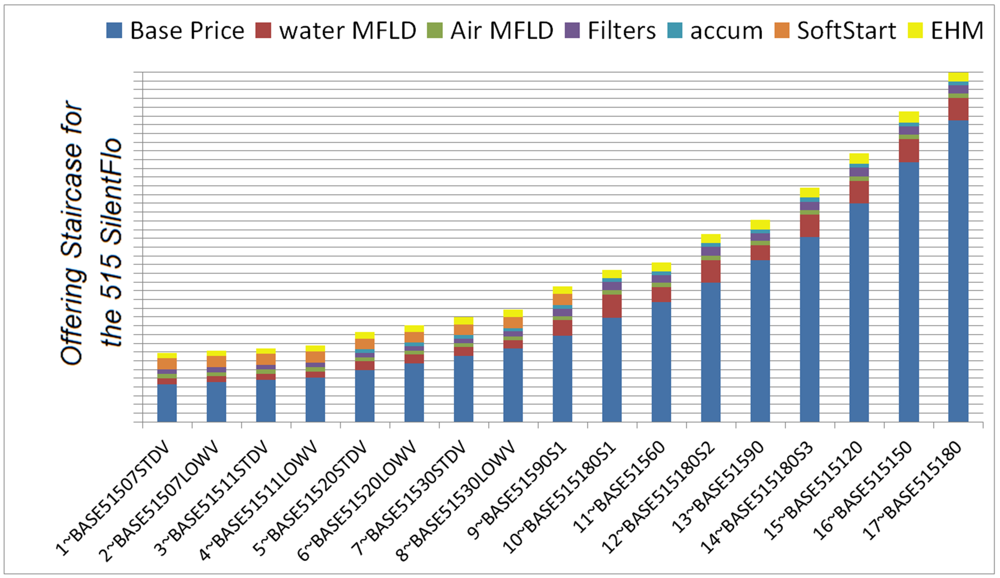 Base Price water MFLD Air MFLD Filters accum SoftStart EHM
Offering Staircase for
the 515 SilentFlo
1~BASE51507STDV
2~BASE51507LOWV
3~BASE51511STDV
4~BASE51511LOWV
5~BASE51520STDV
6~BASE51520LOWV
7~BASE51530STDV
8~BASE51530LOWV
9~BASE51590S1
10~BASE515180S1
11~BASE51560
12~BASE515180S2
13~BASE51590
14~BASE515180S3
15~BASE515120
16~BASE515150
17~BASE515180